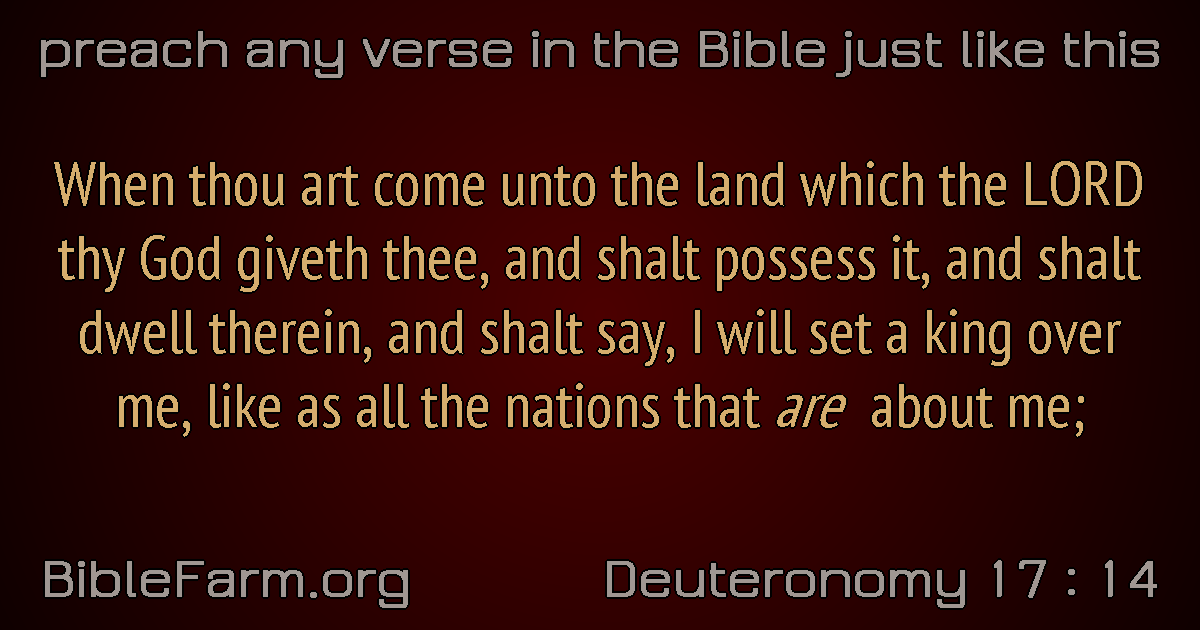 preach any verse in the Bible just like this
When thou art come unto the land which the LORD
thy God giveth thee, and shalt possess it, and shalt
dwell therein, and shalt say, I will set a king over
me, like as all the nations that are about me;
BibleFarm.org
Deuteronomy 17 : 14